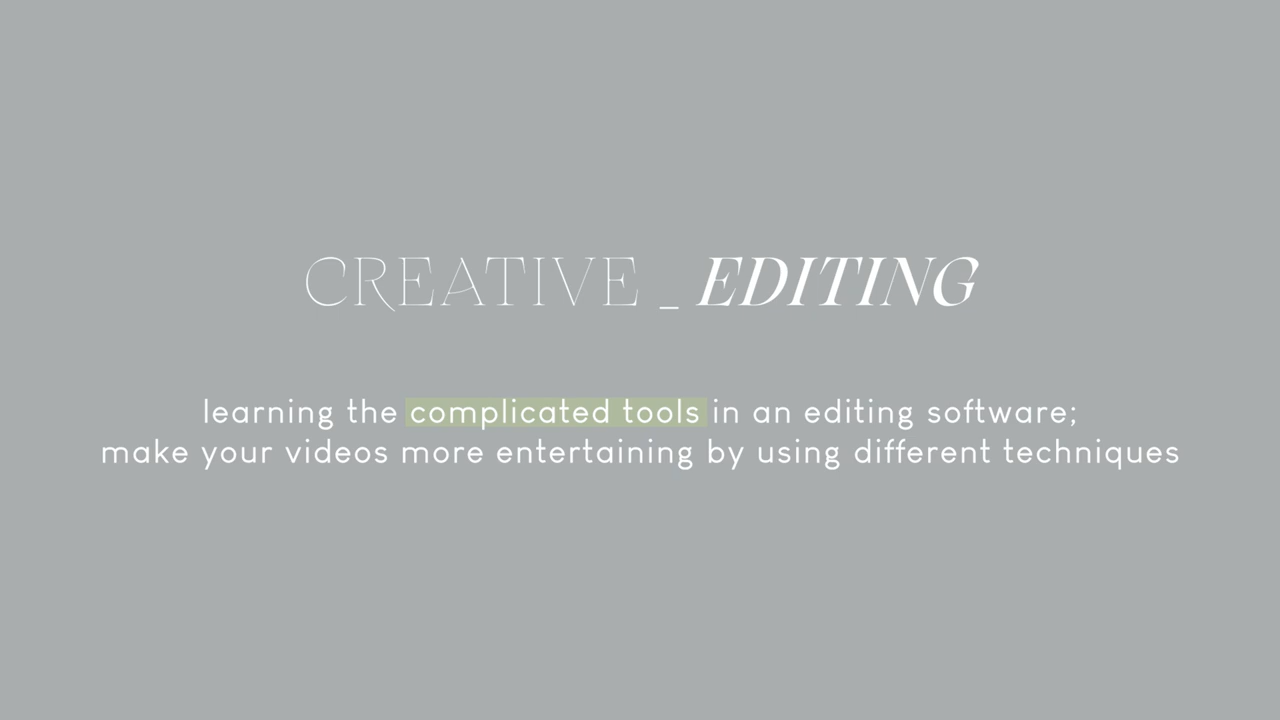 CREATIVE _ EDITING
learning the complicated tools in an editing software;
make your videos more entertaining by using different techniques